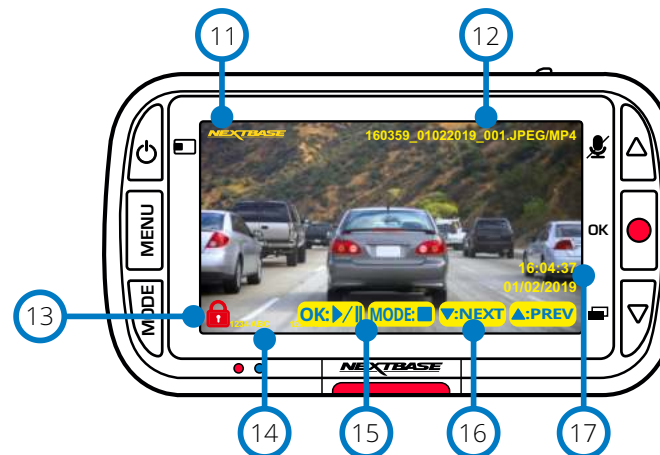 11
12
NEXTBASE
160359_01022019_001.JPEG/MP4
MENU
OK
MODE
16:04:37
01/02/2019
13
OK:▶/‖ MODE:■ ▼:NEXT ▲:PREV
NEXTBASE
14
15
16
17